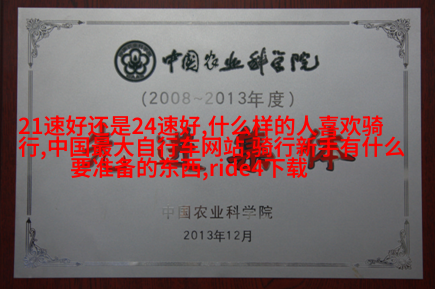 中国农业科学院
(2008-2013年度)
21速好还是24速好,什么样的人喜欢骑
行,中国最大自行车网站,骑行新手有什么
要准备的东西,ride4下载
中国农业科学院
2013年12月